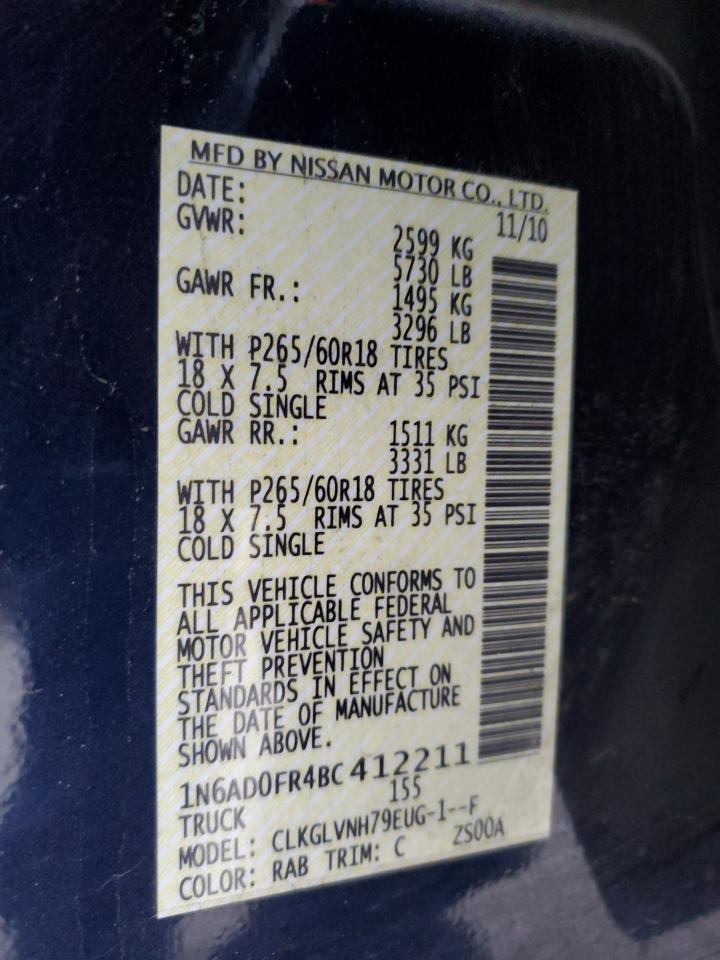 MFD BY NISSAN MOTOR CO., LTD.
DATE: 11/10
GVWR: 2599 KG
5730 LB
GAWR FR.: 1495 KG
3296 LB
WITH P265/60R18 TIRES
18 X 7.5 RIMS AT 35 PSI
COLD SINGLE
GAWR RR.: 1511 KG
3331 LB
WITH P265/60R18 TIRES
18 X 7.5 RIMS AT 35 PSI
COLD SINGLE
THIS VEHICLE CONFORMS TO
ALL APPLICABLE FEDERAL
MOTOR VEHICLE SAFETY AND
THEFT PREVENTION
STANDARDS IN EFFECT ON
THE DATE OF MANUFACTURE
SHOWN ABOVE.
1N6AD0FR4BC412211
TRUCK 155
MODEL: CLKGLVNH79EUG-1--F
COLOR: RAB TRIM: C ZS00A